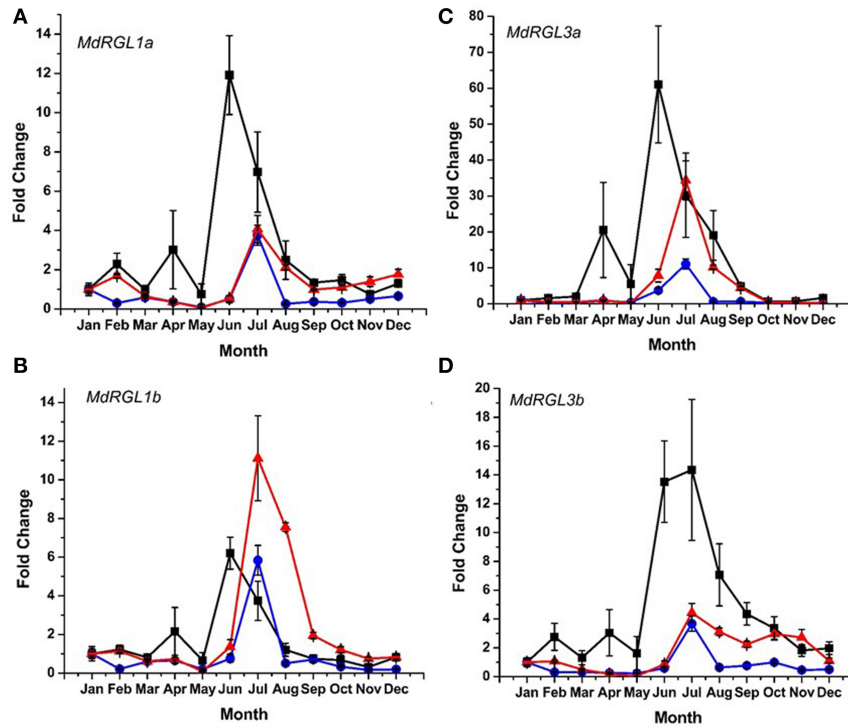 A
MdRGL1a
14
12
10
8
6
4
2
0
Fold Change
Jan Feb Mar Apr May Jun Jul Aug Sep Oct Nov Dec
Month
B
MdRGL1b
14
12
10
8
6
4
2
0
Fold Change
Jan Feb Mar Apr May Jun Jul Aug Sep Oct Nov Dec
Month
C
MdRGL3a
80
70
60
50
40
30
20
10
0
Fold Change
Jan Feb Mar Apr May Jun Jul Aug Sep Oct Nov Dec
Month
D
MdRGL3b
20
18
16
14
12
10
8
6
4
2
0
Fold Change
Jan Feb Mar Apr May Jun Jul Aug Sep Oct Nov Dec
Month